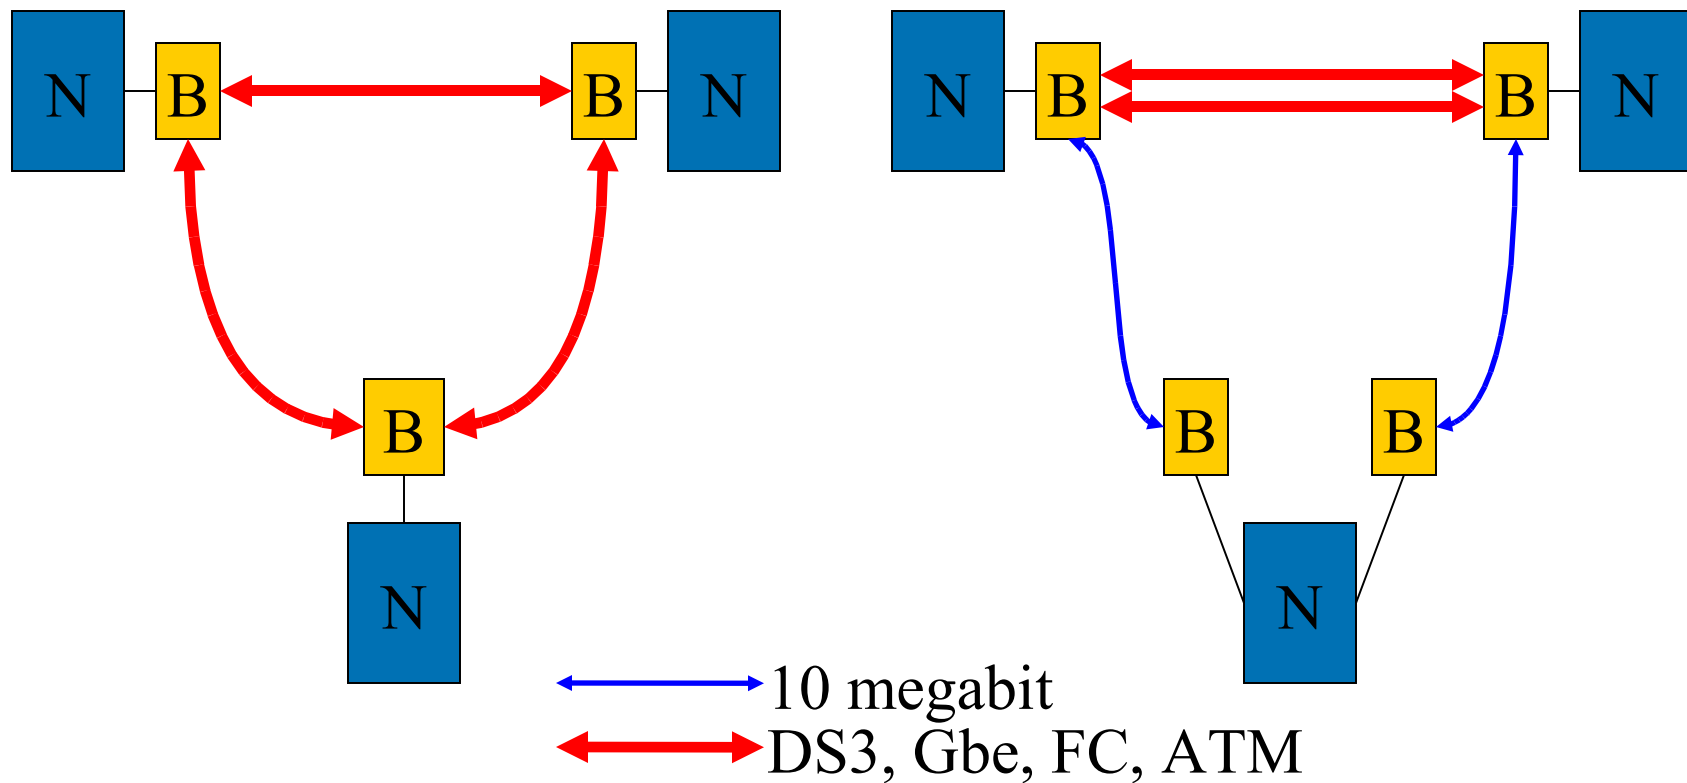 N B B N N B B N
B B B
N N
10 megabit
DS3, Gbe, FC, ATM